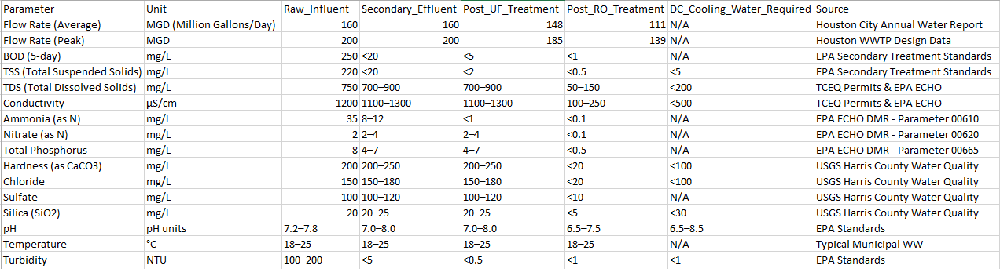 Parameter Unit Raw_Influent Secondary_Effluent Post_UF_Treatment Post_RO_Treatment DC_Cooling_Water_Required Source
Flow Rate (Average) MGD (Million Gallons/Day) 160 160 148 111 N/A Houston City Annual Water Report
Flow Rate (Peak) MGD 200 200 185 139 N/A Houston WWTP Design Data
BOD (5-day) mg/L 250 <20 <5 <1 N/A EPA Secondary Treatment Standards
TSS (Total Suspended Solids) mg/L 220 <20 <2 <0.5 <5 EPA Secondary Treatment Standards
TDS (Total Dissolved Solids) mg/L 750 700–900 700–900 50–150 <200 TCEQ Permits & EPA ECHO
Conductivity µS/cm 1200 1100–1300 1100–1300 100–250 <500 TCEQ Permits & EPA ECHO
Ammonia (as N) mg/L 35 8–12 <1 <0.1 N/A EPA ECHO DMR - Parameter 00610
Nitrate (as N) mg/L 2 2–4 2–4 <0.1 N/A EPA ECHO DMR - Parameter 00620
Total Phosphorus mg/L 8 4–7 4–7 <0.5 N/A EPA ECHO DMR - Parameter 00665
Hardness (as CaCO3) mg/L 200 200–250 200–250 <20 <100 USGS Harris County Water Quality
Chloride mg/L 150 150–180 150–180 <20 <100 USGS Harris County Water Quality
Sulfate mg/L 100 100–120 100–120 <10 N/A USGS Harris County Water Quality
Silica (SiO2) mg/L 20 20–25 20–25 <5 <30 USGS Harris County Water Quality
pH pH units 7.2–7.8 7.0–8.0 7.0–8.0 6.5–7.5 6.5–8.5 EPA Standards
Temperature °C 18–25 18–25 18–25 18–25 N/A Typical Municipal WW
Turbidity NTU 100–200 <5 <0.5 <1 <1 EPA Standards